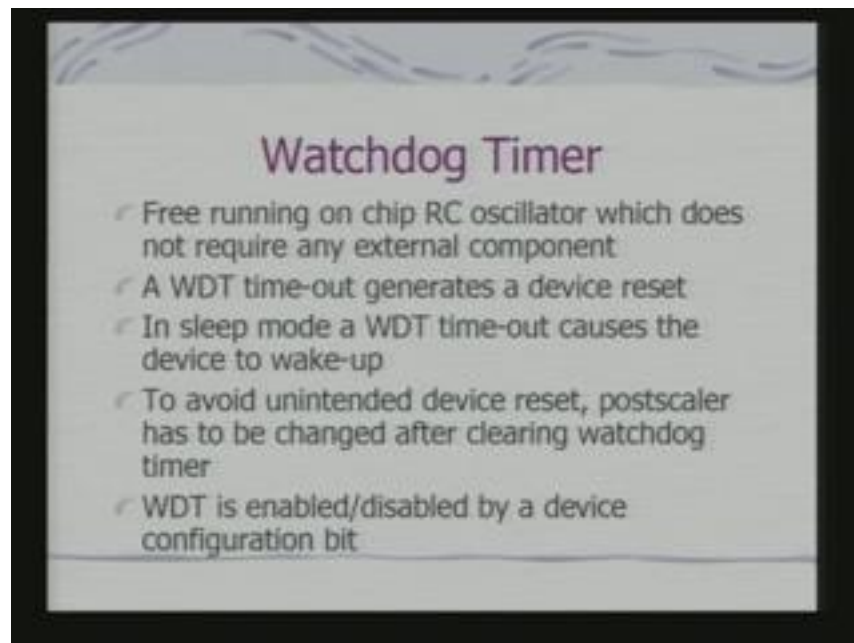 Watchdog Timer
Free running on chip RC oscillator which does
not require any external component
A WDT time-out generates a device reset
In sleep mode a WDT time-out causes the
device to wake-up
To avoid unintended device reset, postscaler
has to be changed after clearing watchdog
timer
WDT is enabled/disabled by a device
configuration bit